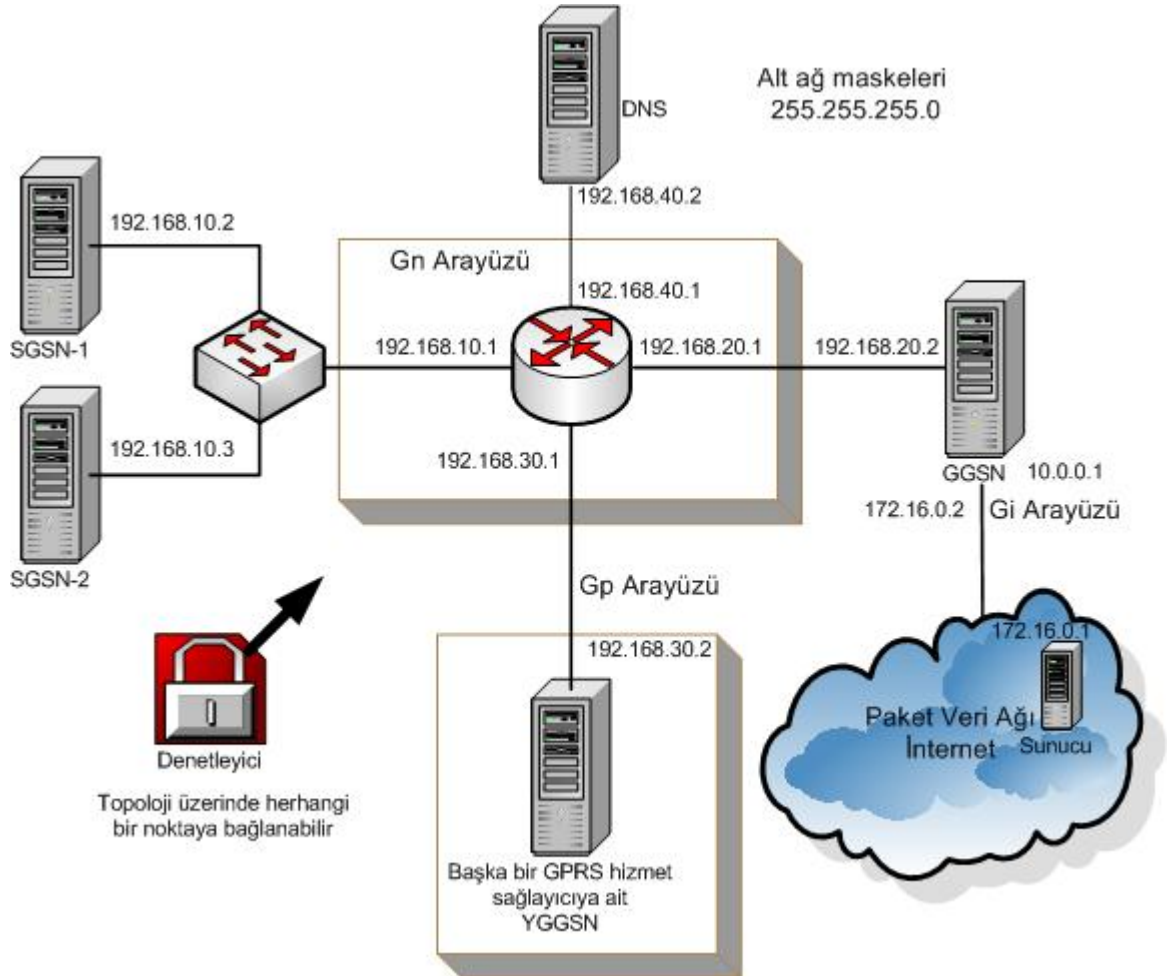 DNS
Alt ağ maskeleri
255.255.255.0
192.168.40.2
192.168.10.2
Gn Arayüzü
192.168.40.1
SGSN-1
192.168.10.1
192.168.20.1
192.168.20.2
192.168.10.3
192.168.30.1
GGSN
10.0.0.1
172.16.0.2
Gi Arayüzü
SGSN-2
Gp Arayüzü
192.168.30.2
172.16.0.1
Paket Veri Ağı
İnternet
Sunucu
Denetleyici
Topoloji üzerinde herhangi
bir noktaya bağlanabilir
Başka bir GPRS hizmet
sağlayıcıya ait
YGGSN